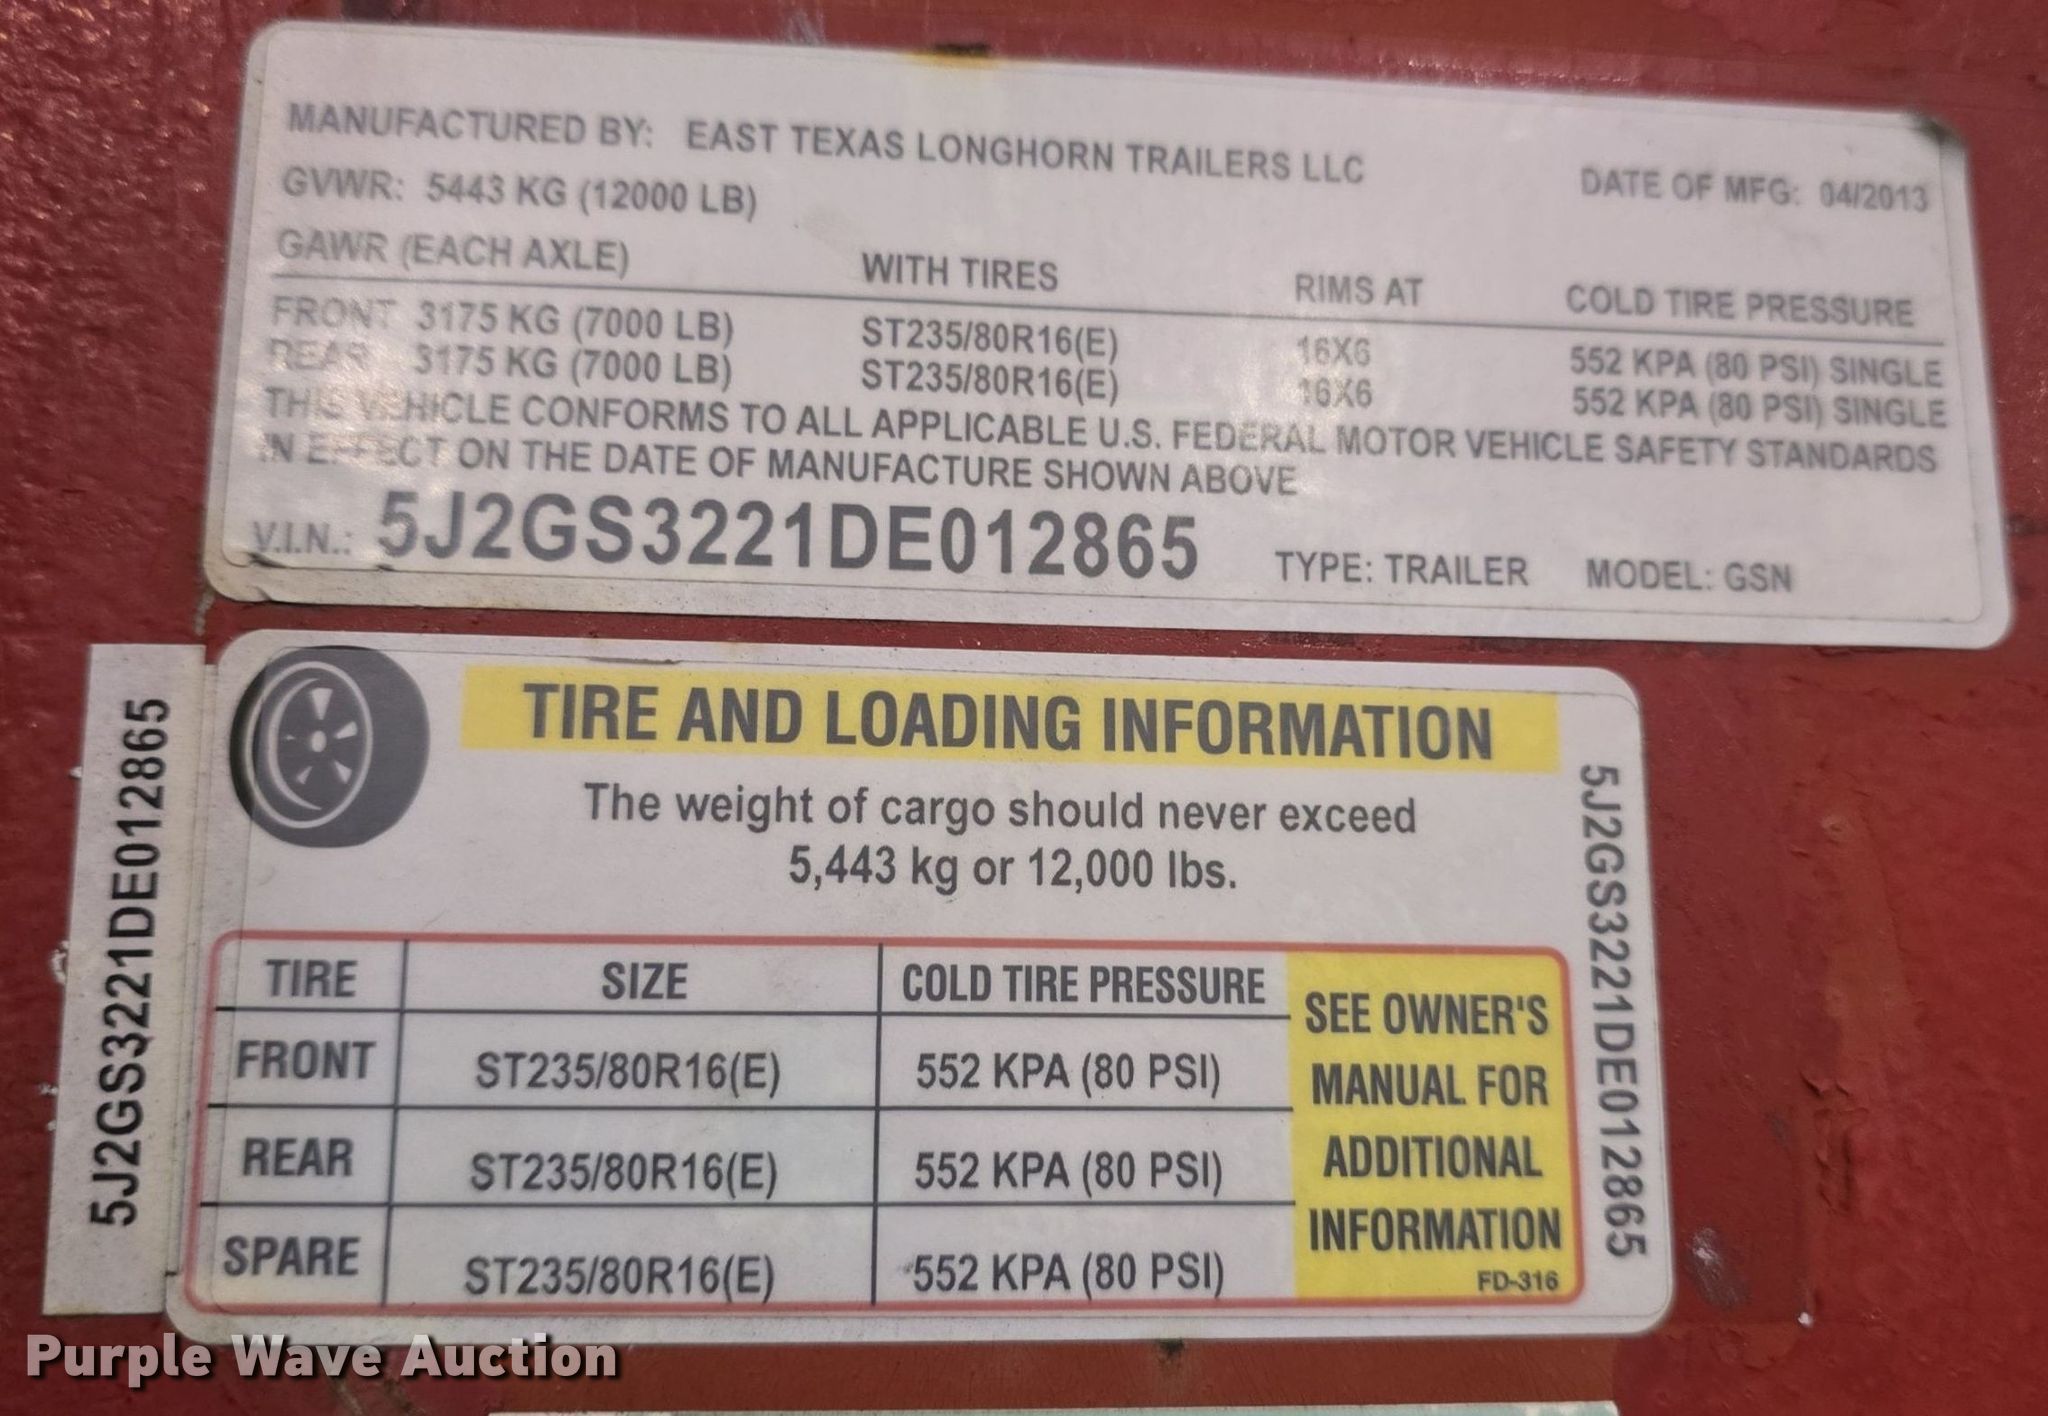 MANUFACTURED BY: EAST TEXAS LONGHORN TRAILERS LLC DATE OF MFG: 04/2013
GVWR: 5443 KG (12000 LB)
GAWR (EACH AXLE) WITH TIRES RIMS AT COLD TIRE PRESSURE
FRONT 3175 KG (7000 LB) ST235/80R16(E) 16X6 552 KPA (80 PSI) SINGLE
REAR 3175 KG (7000 LB) ST235/80R16(E) 16X6 552 KPA (80 PSI) SINGLE
THIS VEHICLE CONFORMS TO ALL APPLICABLE U.S. FEDERAL MOTOR VEHICLE SAFETY STANDARDS
IN EFFECT ON THE DATE OF MANUFACTURE SHOWN ABOVE
V.I.N.: 5J2GS3221DE012865 TYPE: TRAILER MODEL: GSN
5J2GS3221DE012865
TIRE AND LOADING INFORMATION
The weight of cargo should never exceed
5,443 kg or 12,000 lbs.
TIRE SIZE COLD TIRE PRESSURE
FRONT ST235/80R16(E) 552 KPA (80 PSI)
REAR ST235/80R16(E) 552 KPA (80 PSI)
SPARE ST235/80R16(E) 552 KPA (80 PSI)
SEE OWNER'S
MANUAL FOR
ADDITIONAL
INFORMATION
FD-316
5J2GS3221DE012865
Purple Wave Auction